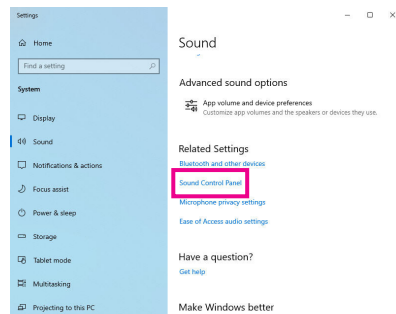 Settings
Home
Find a setting
System
Display
Sound
Notifications & actions
Focus assist
Power & sleep
Storage
Tablet mode
Multitasking
Projecting to this PC
Sound
Advanced sound options
App volume and device preferences
Customize app volumes and the speakers or devices they use.
Related Settings
Bluetooth and other devices
Sound Control Panel
Microphone privacy settings
Ease of Access audio settings
Have a question?
Get help
Make Windows better